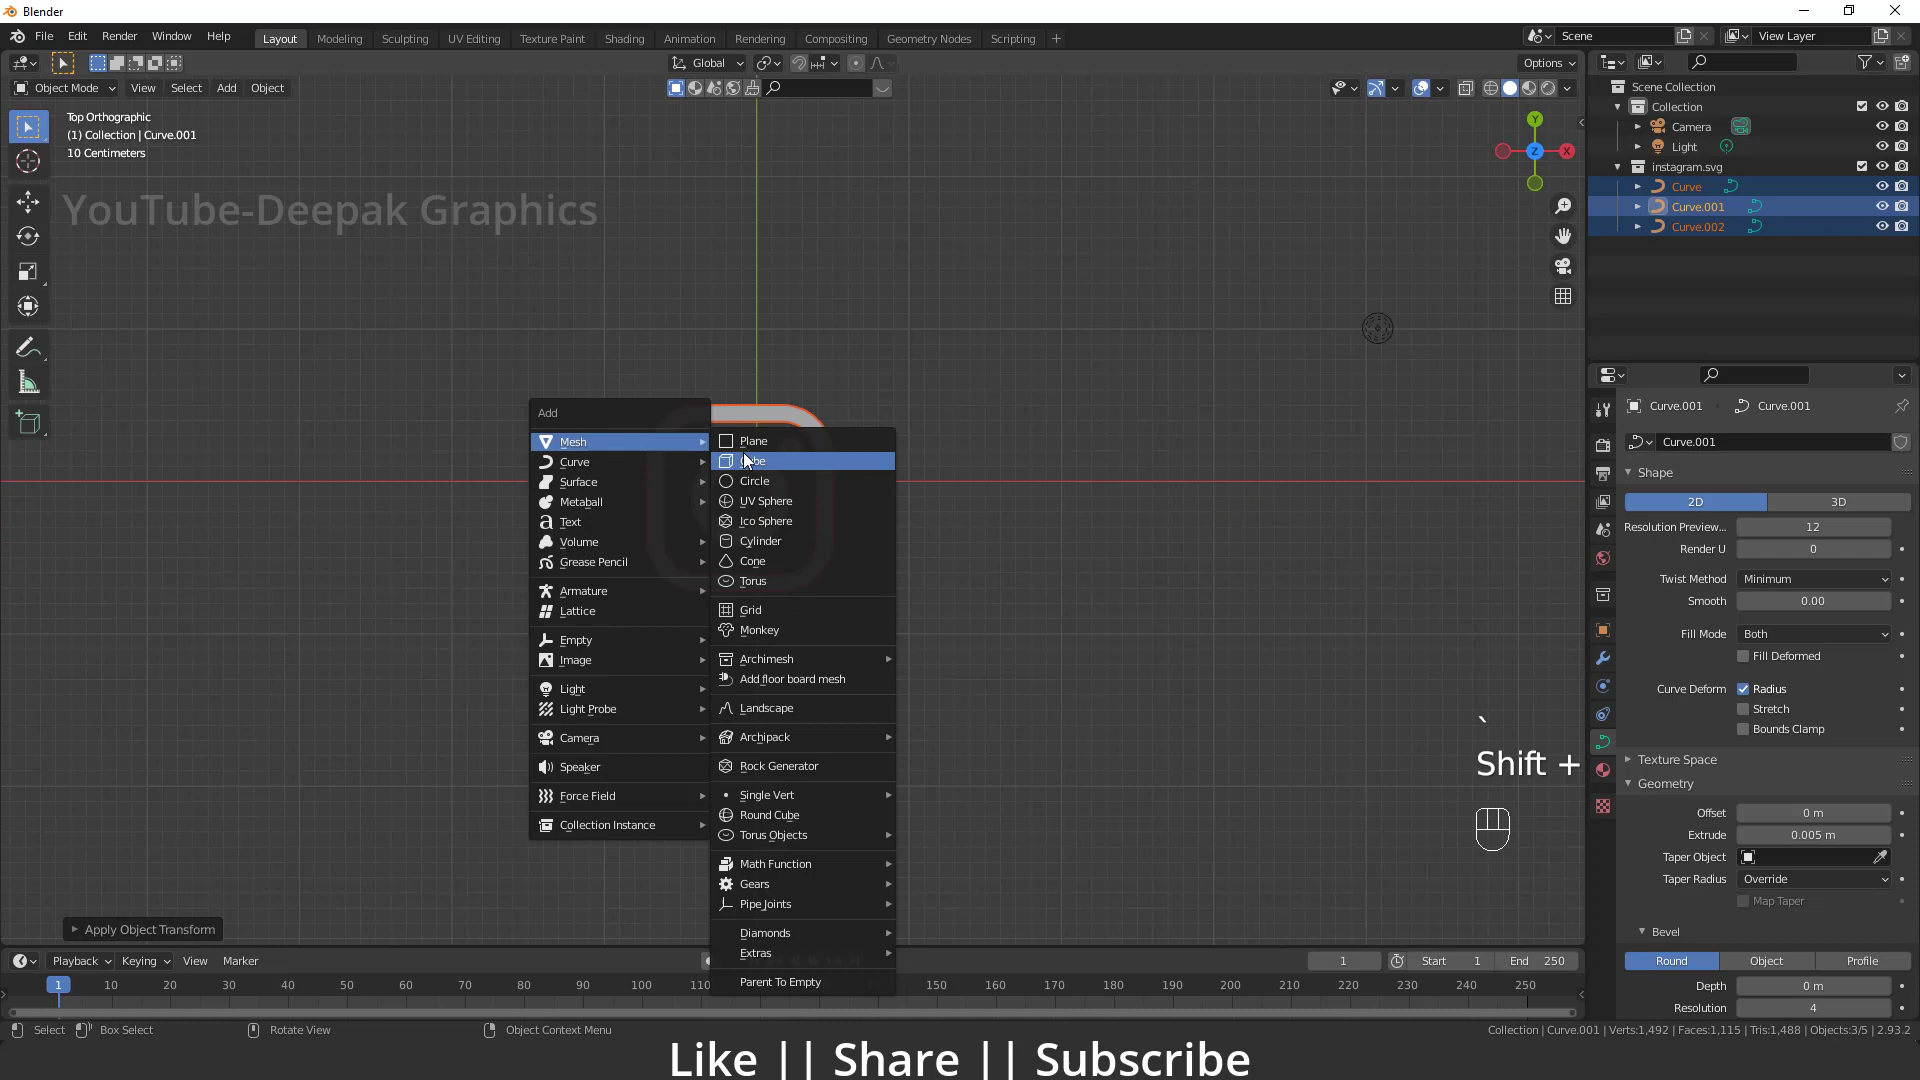 Blender
File Edit Render Window Help
Layout Modeling Sculpting UV Editing Texture Paint Shading Animation Rendering Compositing Geometry Nodes Scripting +
Scene
View Layer
Global
Options
Object Mode View Select Add Object
Top Orthographic
(1) Collection | Curve.001
10 Centimeters
YouTube-Deepak Graphics
Y
X
Z
Add
Mesh
Curve
Surface
Metaball
Text
Volume
Grease Pencil
Armature
Lattice
Empty
Image
Light
Light Probe
Camera
Speaker
Force Field
Collection Instance
Plane
Cube
Circle
UV Sphere
Ico Sphere
Cylinder
Cone
Torus
Grid
Monkey
Archimesh
Add floor board mesh
Landscape
Archipack
Rock Generator
Single Vert
Round Cube
Torus Objects
Math Function
Gears
Pipe Joints
Diamonds
Extras
Parent To Empty
`
Shift +
Apply Object Transform
Scene Collection
Collection
Camera
Light
instagram.svg
Curve
Curve.001
Curve.002
Curve.001 Curve.001
Curve.001
Shape
2D 3D
Resolution Preview... 12
Render U 0
Twist Method Minimum
Smooth 0.00
Fill Mode Both
Fill Deformed
Curve Deform Radius
Stretch
Bounds Clamp
Texture Space
Geometry
Offset 0 m
Extrude 0.005 m
Taper Object
Taper Radius Override
Map Taper
Bevel
Round Object Profile
Depth 0 m
Resolution 4
Playback Keying View Marker
1 Start 1 End 250
1 10 20 30 40 50 60 70 80 90 100 150 160 170 180 190 200 210 220 230 240 250
Select Box Select Rotate View Object Context Menu
Collection | Curve.001 | Verts:1,492 | Faces:1,115 | Tris:1,488 | Objects:3/5 | 2.93.2
Like || Share || Subscribe